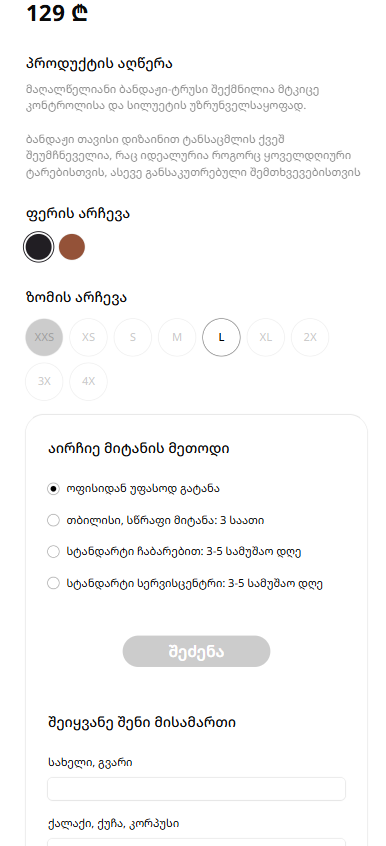 129 ₾
პროდუქტის აღწერა
მაღალწელიანი ბანდაჟი-ტრუსი შექმნილია მტკიცე
კონტროლისა და სილუეტის უზრუნველსაყოფად.
ბანდაჟი თავისი დიზაინით ტანსაცმლის ქვეშ
შეუმჩნეველია, რაც იდეალურია როგორც ყოველდღიური
ტარებისთვის, ასევე განსაკუთრებული შემთხვევებისთვის
ფერის არჩევა
ზომის არჩევა
XXS XS S M L XL 2X
3X 4X
აირჩიე მიტანის მეთოდი
ოფისიდან უფასოდ გატანა
თბილისი, სწრაფი მიტანა: 3 საათი
სტანდარტი ჩაბარებით: 3-5 სამუშაო დღე
სტანდარტი სერვისცენტრი: 3-5 სამუშაო დღე
შეძენა
შეიყვანე შენი მისამართი
სახელი, გვარი
ქალაქი, ქუჩა, კორპუსი